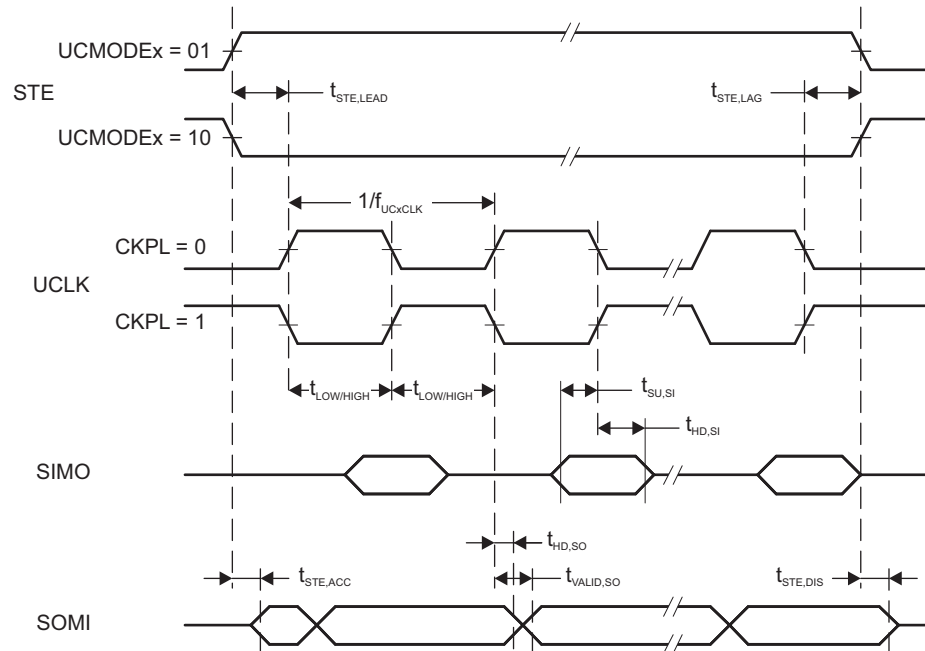 UCMODEx = 01
STE
t_STE,LEAD
t_STE,LAG
UCMODEx = 10
1/f_UCxCLK
CKPL = 0
UCLK
CKPL = 1
t_LOW/HIGH
t_LOW/HIGH
t_SU,SI
t_HD,SI
SIMO
t_HD,SO
t_STE,ACC
t_VALID,SO
t_STE,DIS
SOMI